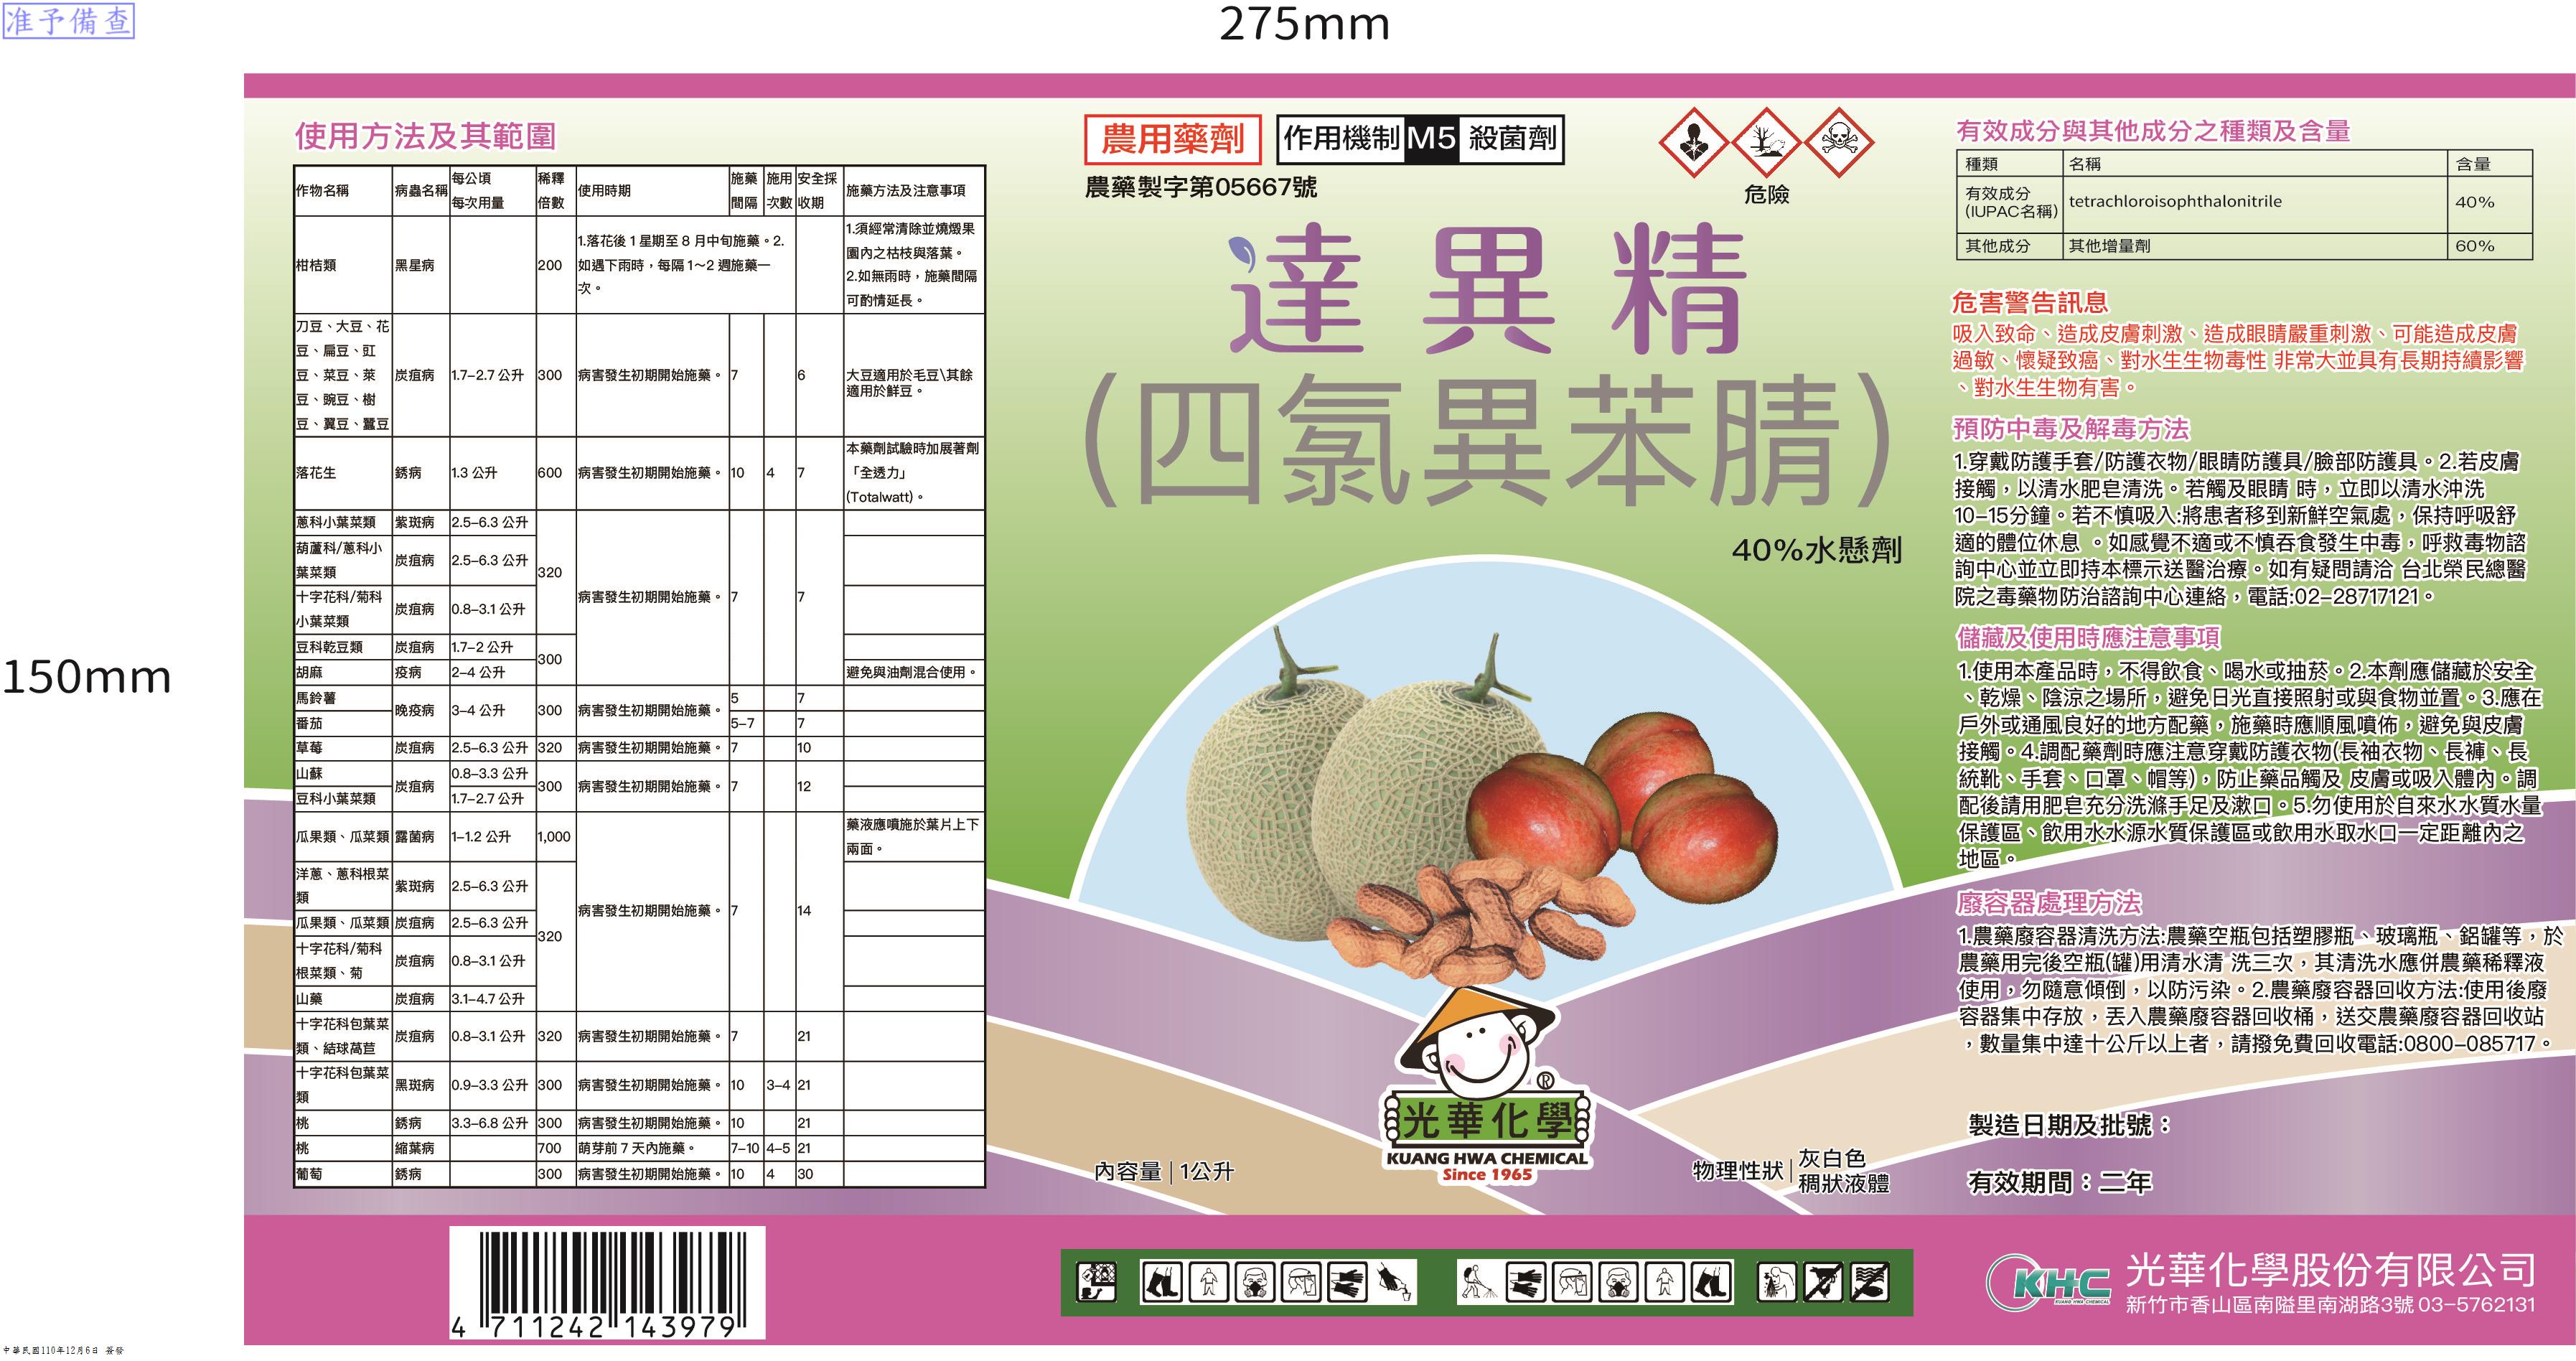 准予備查
275mm
150mm
使用方法及其範圍
作物名稱 病蟲名稱 每公頃每次用量 稀釋倍數 使用時期 施藥間隔 施用次數 安全採收期 施藥方法及注意事項
柑桔類 黑星病 200 1.落花後 1 星期至 8 月中旬施藥。2.如遇下雨時，每隔 1～2 週施藥一次。 1.須經常清除並燒燬果園內之枯枝與落葉。2.如無雨時，施藥間隔可酌情延長。
刀豆、大豆、花豆、扁豆、豇豆、菜豆、萊豆、豌豆、樹豆、翼豆、蠶豆 炭疽病 1.7–2.7 公升 300 病害發生初期開始施藥。 7 6 大豆適用於毛豆\其餘適用於鮮豆。
落花生 銹病 1.3 公升 600 病害發生初期開始施藥。 10 4 7 本藥劑試驗時加展著劑「全透力」(Totalwatt)。
蔥科小葉菜類 紫斑病 2.5–6.3 公升 320 病害發生初期開始施藥。 7 7
葫蘆科/蔥科小葉菜類 炭疽病 2.5–6.3 公升
十字花科/菊科小葉菜類 炭疽病 0.8–3.1 公升
豆科乾豆類 炭疽病 1.7–2 公升 300
胡麻 疫病 2–4 公升 避免與油劑混合使用。
馬鈴薯 晚疫病 3–4 公升 300 病害發生初期開始施藥。 5 7
番茄 5–7 7
草莓 炭疽病 2.5–6.3 公升 320 病害發生初期開始施藥。 7 10
山蘇 炭疽病 0.8–3.3 公升 300 病害發生初期開始施藥。 7 12
豆科小葉菜類 1.7–2.7 公升
瓜果類、瓜菜類 露菌病 1–1.2 公升 1,000 病害發生初期開始施藥。 7 14 藥液應噴施於葉片上下兩面。
洋蔥、蔥科根菜類 紫斑病 2.5–6.3 公升 320
瓜果類、瓜菜類 炭疽病 2.5–6.3 公升
十字花科/菊科根菜類、菊 炭疽病 0.8–3.1 公升
山藥 炭疽病 3.1–4.7 公升
十字花科包葉菜類、結球萵苣 炭疽病 0.8–3.1 公升 320 病害發生初期開始施藥。 7 21
十字花科包葉菜類 黑斑病 0.9–3.3 公升 300 病害發生初期開始施藥。 10 3–4 21
桃 銹病 3.3–6.8 公升 300 病害發生初期開始施藥。 10 21
桃 縮葉病 700 萌芽前 7 天內施藥。 7–10 4–5 21
葡萄 銹病 300 病害發生初期開始施藥。 10 4 30
4 711242 143979
農用藥劑 作用機制 M5 殺菌劑
農藥製字第05667號
危險
達異精
(四氯異苯腈)
40%水懸劑
光華化學 ®
KUANG HWA CHEMICAL
Since 1965
內容量 | 1公升
物理性狀 | 灰白色
稠狀液體
有效成分與其他成分之種類及含量
種類 名稱 含量
有效成分(IUPAC名稱) tetrachloroisophthalonitrile 40%
其他成分 其他增量劑 60%
危害警告訊息
吸入致命、造成皮膚刺激、造成眼睛嚴重刺激、可能造成皮膚
過敏、懷疑致癌、對水生生物毒性 非常大並具有長期持續影響
、對水生生物有害。
預防中毒及解毒方法
1.穿戴防護手套/防護衣物/眼睛防護具/臉部防護具。2.若皮膚
接觸，以清水肥皂清洗。若觸及眼睛 時，立即以清水沖洗
10–15分鐘。若不慎吸入:將患者移到新鮮空氣處，保持呼吸舒
適的體位休息 。如感覺不適或不慎吞食發生中毒，呼救毒物諮
詢中心並立即持本標示送醫治療。如有疑問請洽 台北榮民總醫
院之毒藥物防治諮詢中心連絡，電話:02–28717121。
儲藏及使用時應注意事項
1.使用本產品時，不得飲食、喝水或抽菸。2.本劑應儲藏於安全
、乾燥、陰涼之場所，避免日光直接照射或與食物並置。3.應在
戶外或通風良好的地方配藥，施藥時應順風噴佈，避免與皮膚
接觸。4.調配藥劑時應注意穿戴防護衣物(長袖衣物、長褲、長
統靴、手套、口罩、帽等)，防止藥品觸及 皮膚或吸入體內。調
配後請用肥皂充分洗滌手足及漱口。5.勿使用於自來水水質水量
保護區、飲用水水源水質保護區或飲用水取水口一定距離內之
地區。
廢容器處理方法
1.農藥廢容器清洗方法:農藥空瓶包括塑膠瓶、玻璃瓶、鋁罐等，於
農藥用完後空瓶(罐)用清水清 洗三次，其清洗水應併農藥稀釋液
使用，勿隨意傾倒，以防污染。2.農藥廢容器回收方法:使用後廢
容器集中存放，丟入農藥廢容器回收桶，送交農藥廢容器回收站
，數量集中達十公斤以上者，請撥免費回收電話:0800–085717。
製造日期及批號：
有效期間：二年
KHC KUANG HWA CHEMICAL
光華化學股份有限公司
新竹市香山區南隘里南湖路3號 03–5762131
中華民國110年12月6日 簽發